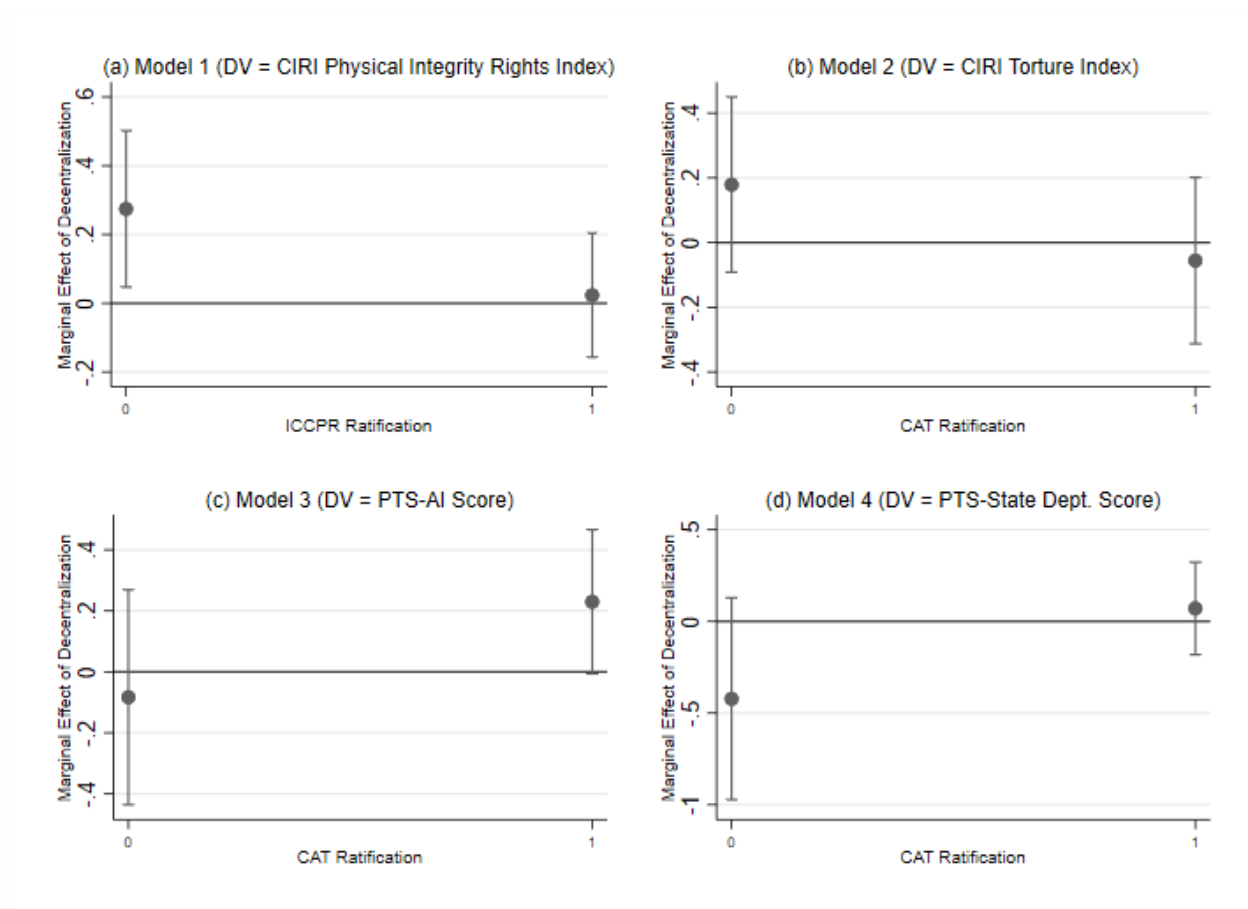 (a) Model 1 (DV = CIRI Physical Integrity Rights Index)
Marginal Effect of Decentralization
.6
.4
.2
0
-.2
0
1
ICCPR Ratification
(b) Model 2 (DV = CIRI Torture Index)
Marginal Effect of Decentralization
.4
.2
0
-.2
-.4
0
1
CAT Ratification
(c) Model 3 (DV = PTS-AI Score)
Marginal Effect of Decentralization
.4
.2
0
-.2
-.4
0
1
CAT Ratification
(d) Model 4 (DV = PTS-State Dept. Score)
Marginal Effect of Decentralization
.5
0
-.5
-1
0
1
CAT Ratification